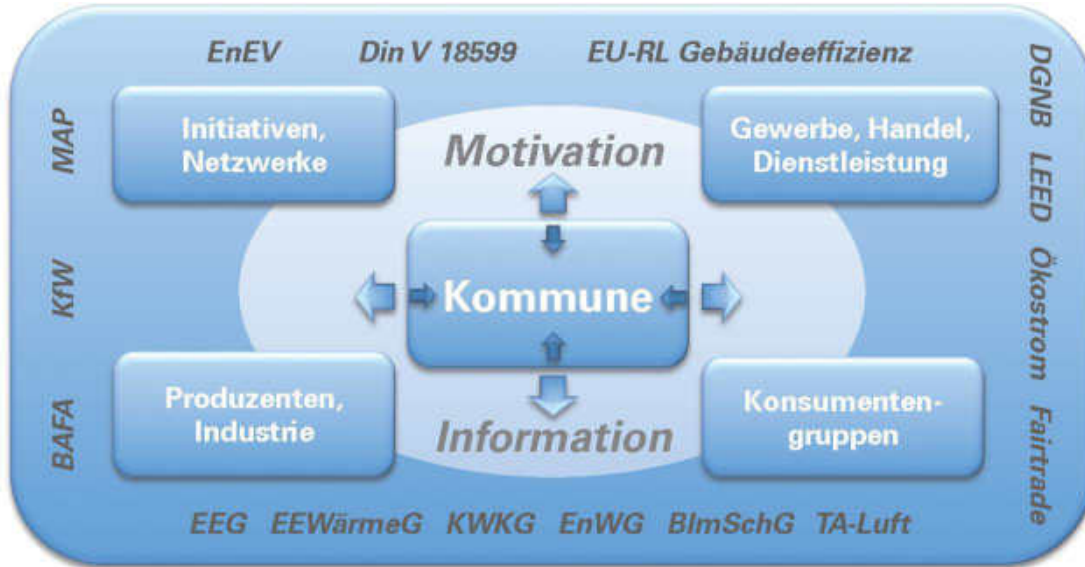 EnEV Din V 18599 EU-RL Gebäudeeffizienz
MAP
KfW
BAFA
Initiativen,
Netzwerke
Motivation
Gewerbe, Handel,
Dienstleistung
Kommune
Produzenten,
Industrie
Information
Konsumenten-
gruppen
DGNB LEED Ökostrom Fairtrade
EEG EEWärmeG KWKG EnWG BImSchG TA-Luft